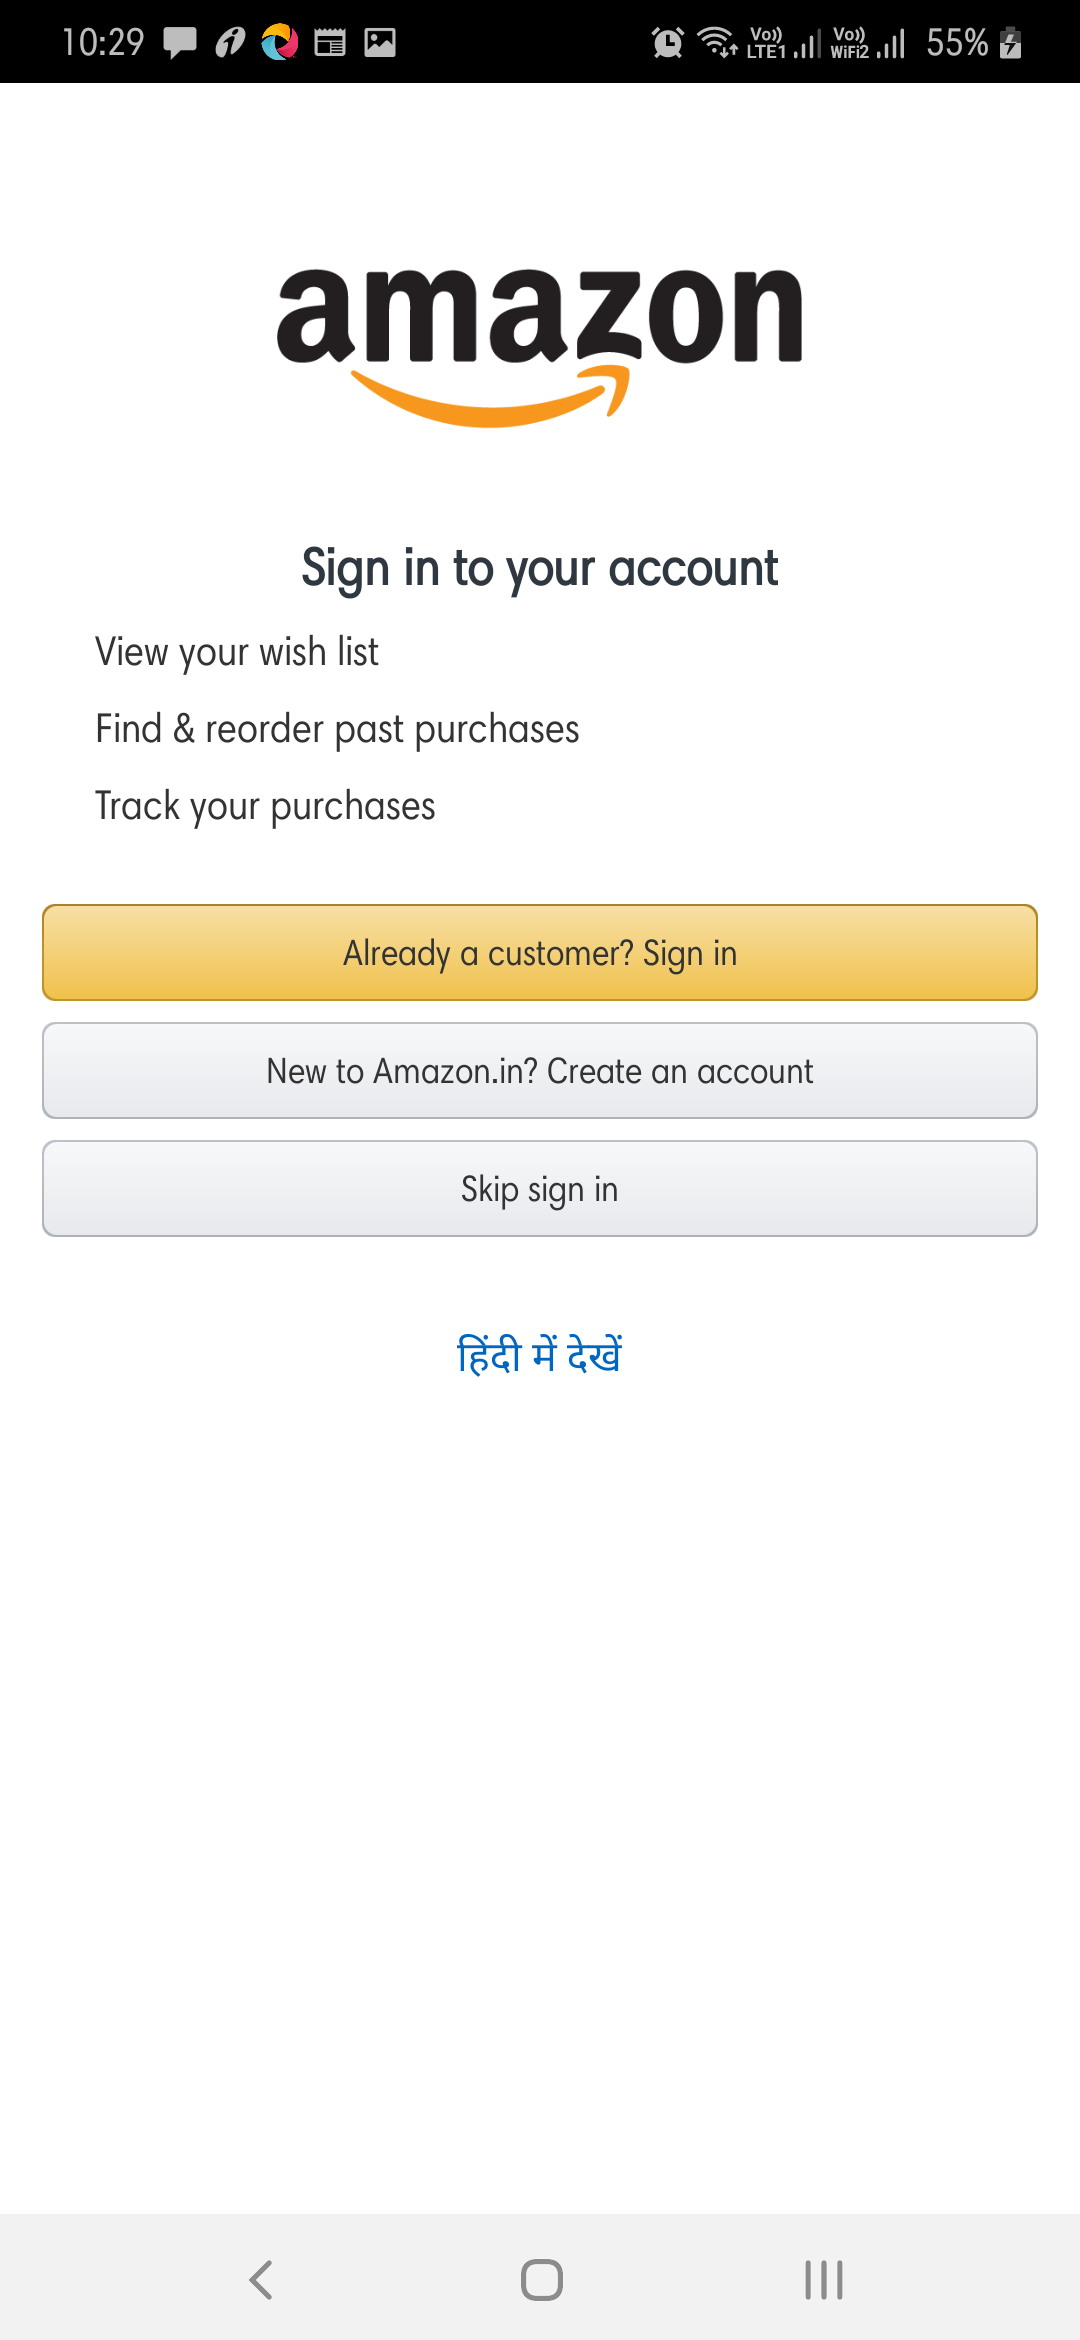 10:29
Vo)) LTE1 Vo)) WiFi2 55%
amazon
Sign in to your account
View your wish list
Find & reorder past purchases
Track your purchases
Already a customer? Sign in
New to Amazon.in? Create an account
Skip sign in
हिंदी में देखें